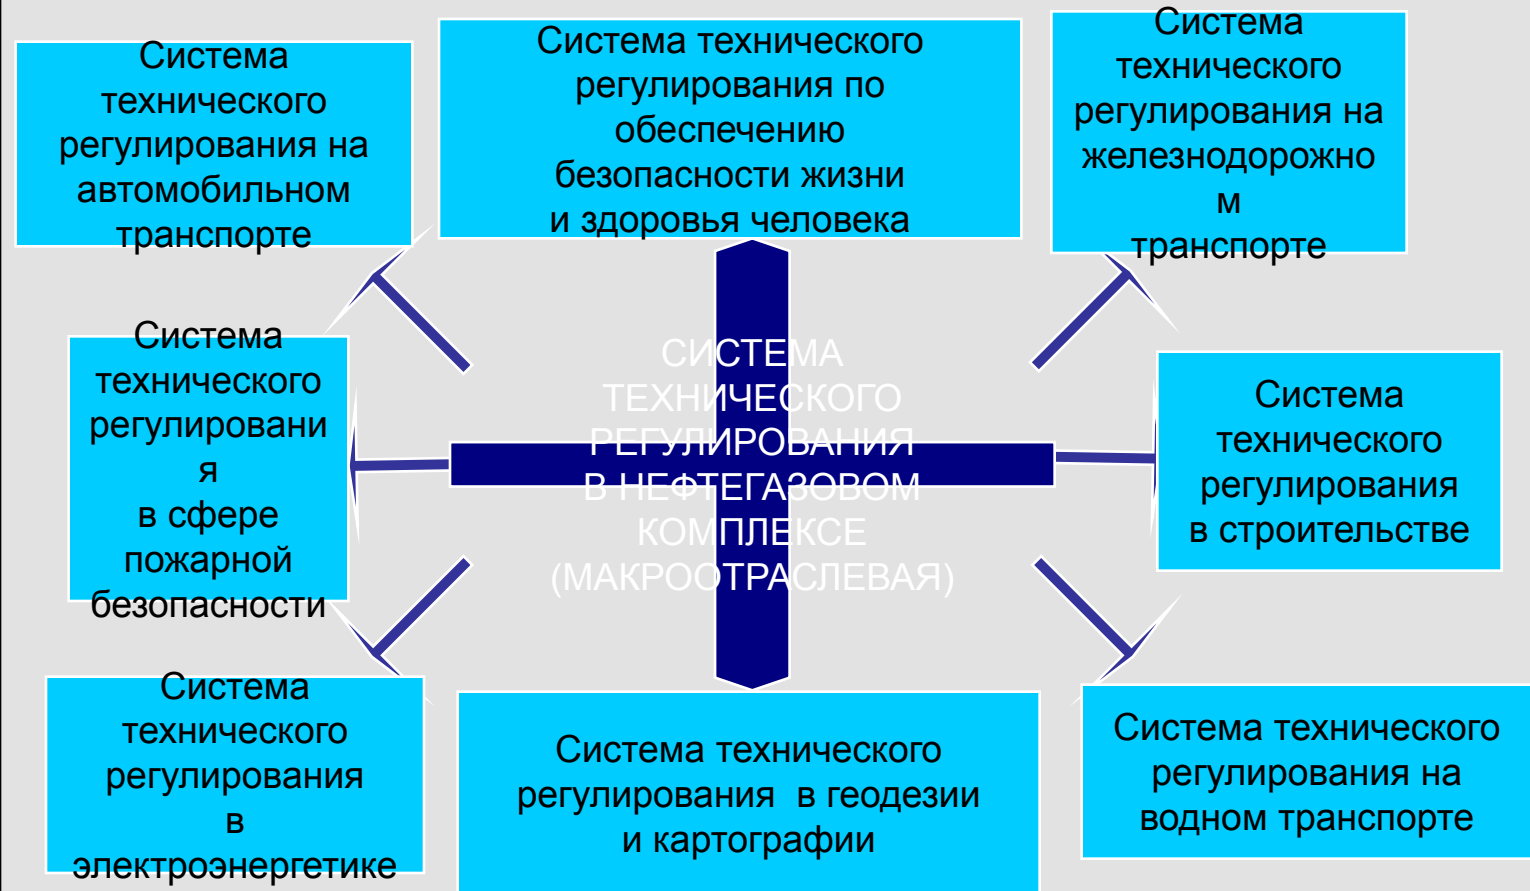 Система
технического
регулирования на
автомобильном
транспорте
Система технического
регулирования по
обеспечению
безопасности жизни
и здоровья человека
Система
технического
регулирования на
железнодорожно
м
транспорте
Система
технического
регулировани
я
в сфере
пожарной
безопасности
СИСТЕМА
ТЕХНИЧЕСКОГО
РЕГУЛИРОВАНИЯ
В НЕФТЕГАЗОВОМ
КОМПЛЕКСЕ
(МАКРООТРАСЛЕВАЯ)
Система
технического
регулирования
в строительстве
Система
технического
регулирования
в
электроэнергетике
Система технического
регулирования в геодезии
и картографии
Система технического
регулирования на
водном транспорте